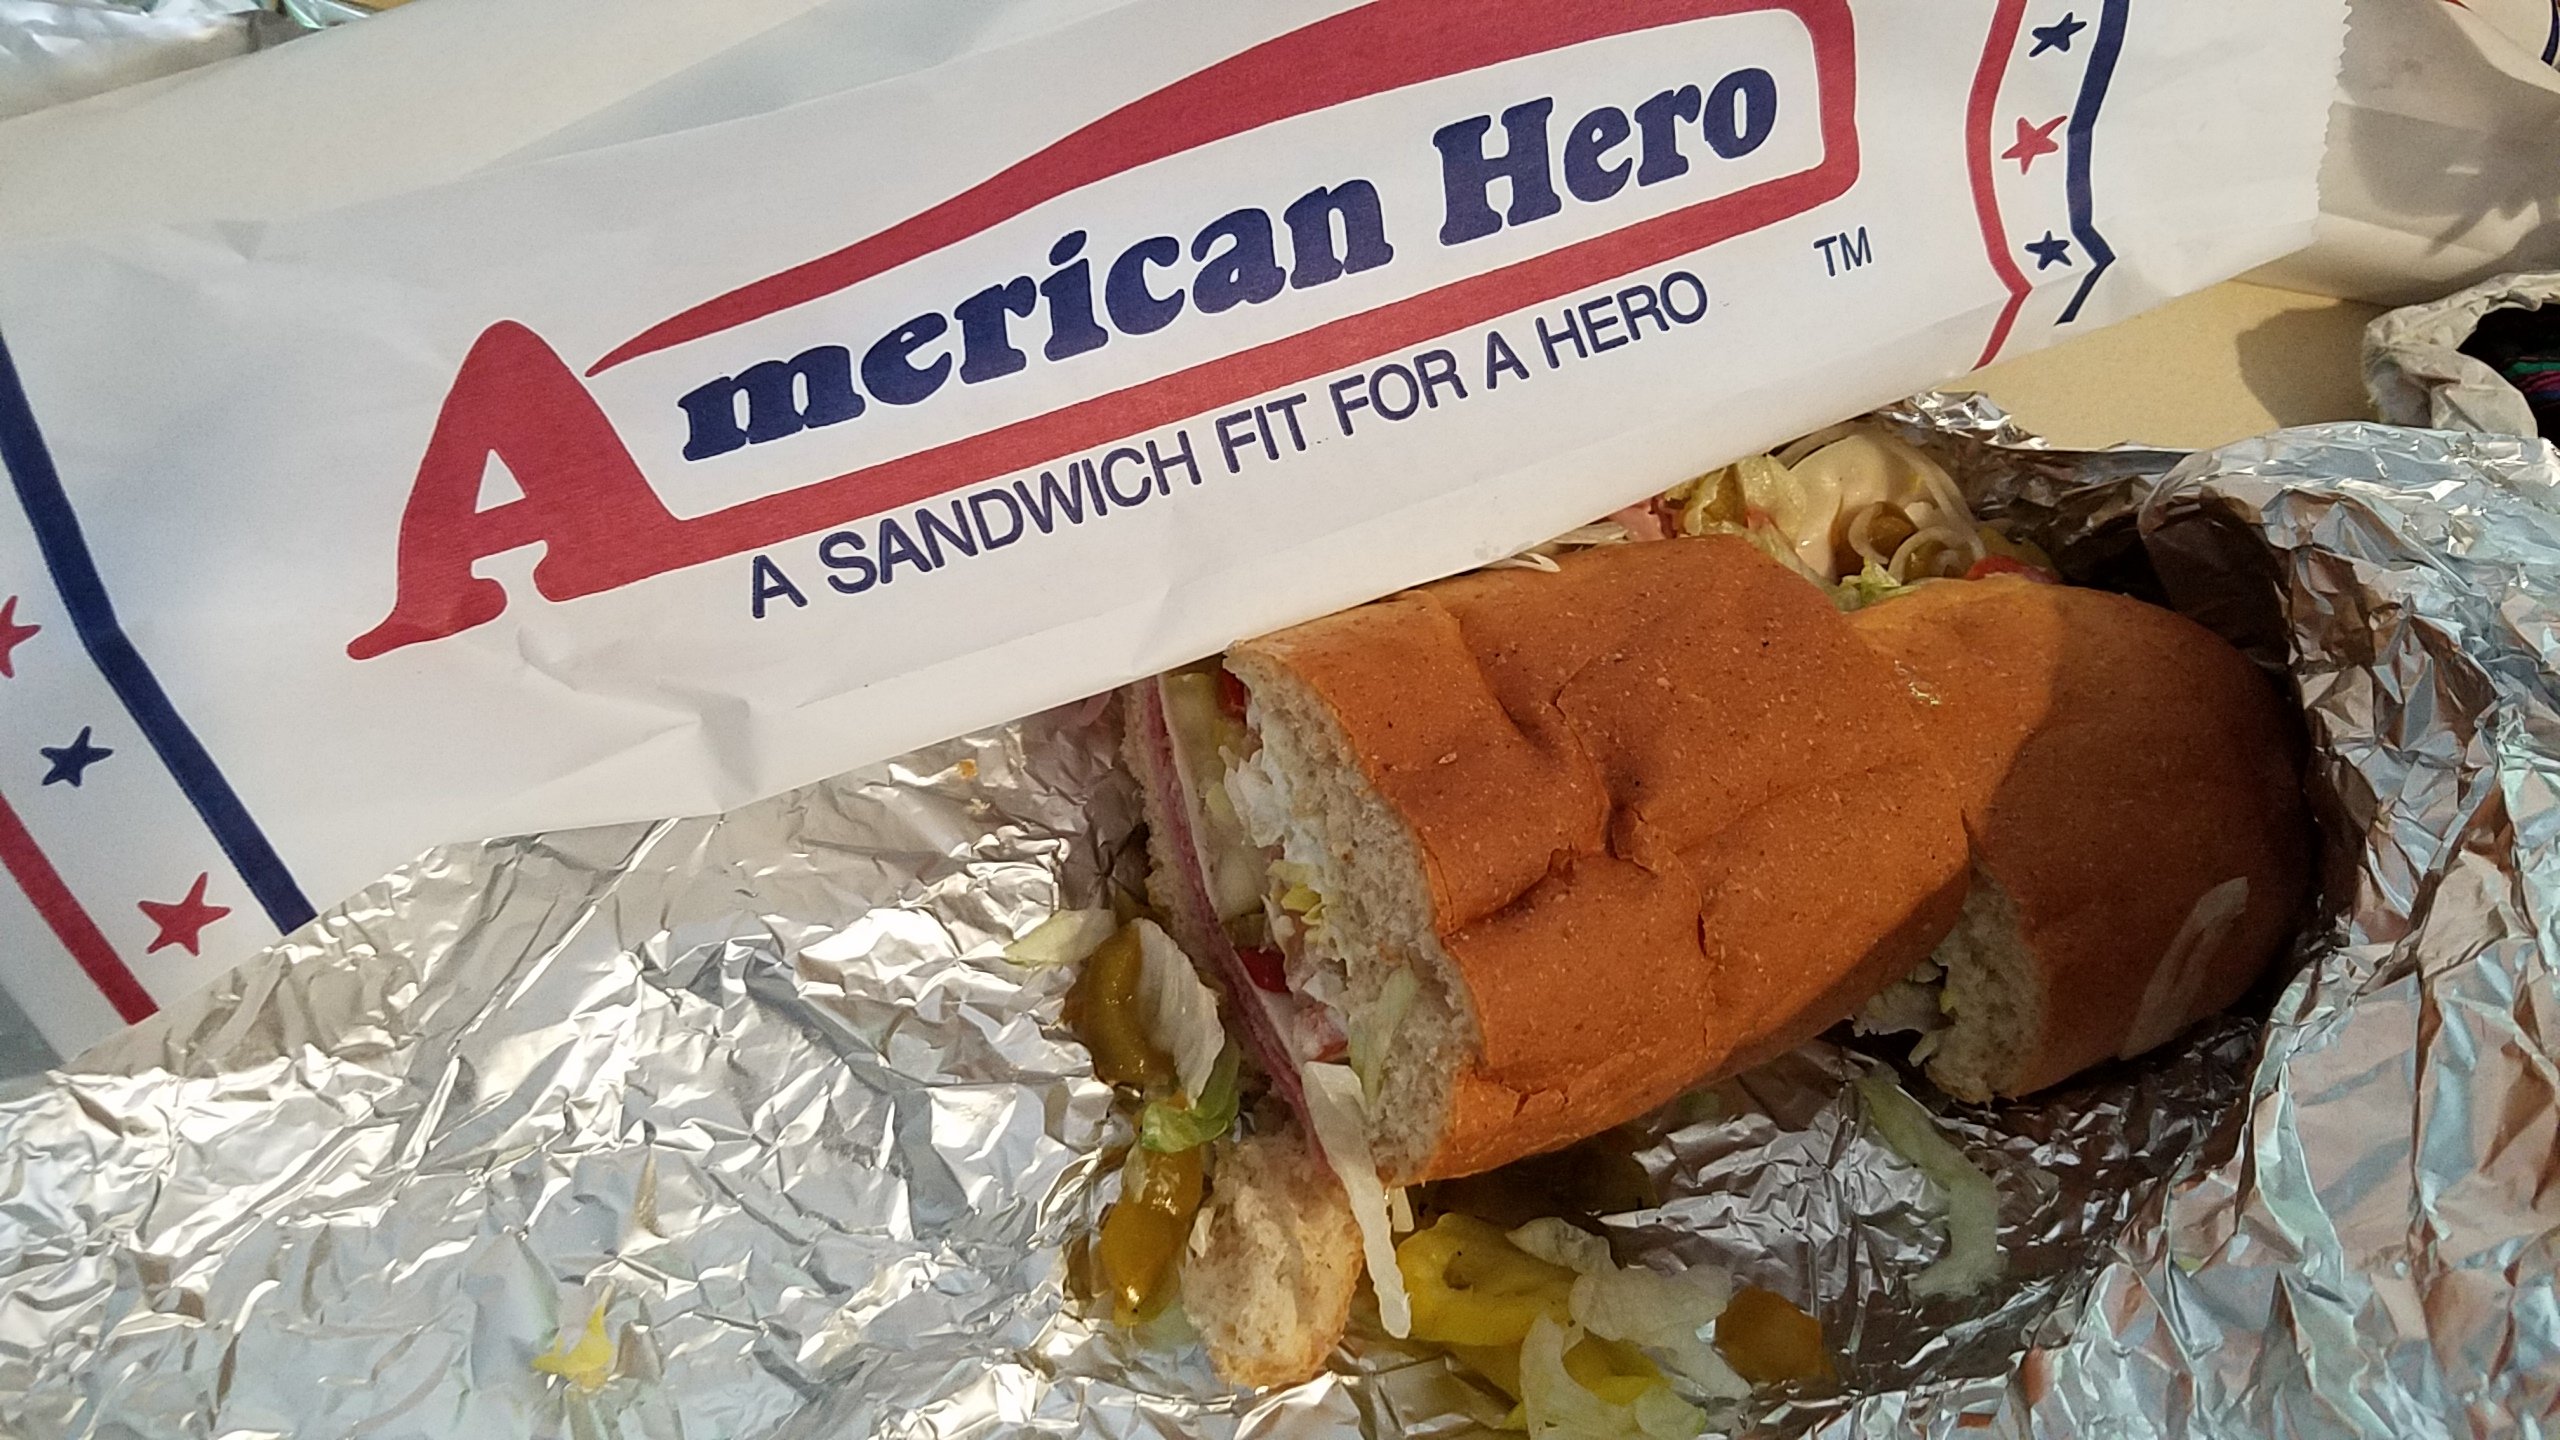 American Hero
A SANDWICH FIT FOR A HERO
TM